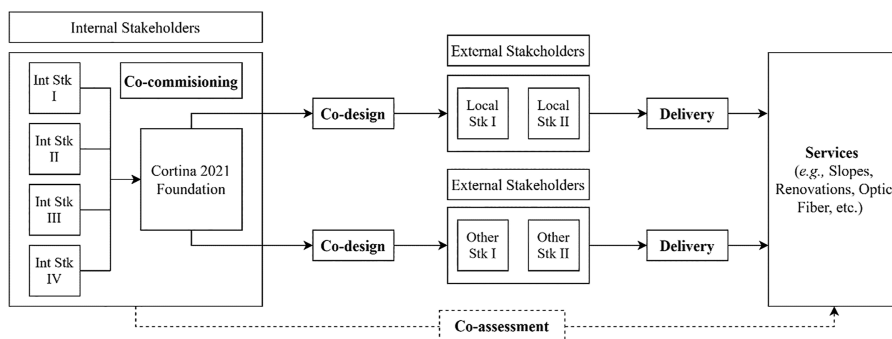 Internal Stakeholders
Int Stk
I
Int Stk
II
Int Stk
III
Int Stk
IV
Co-commisioning
Cortina 2021
Foundation
Co-design
External Stakeholders
Local
Stk I
Local
Stk II
Delivery
Co-design
External Stakeholders
Other
Stk I
Other
Stk II
Delivery
Services
(e.g., Slopes,
Renovations, Optic
Fiber, etc.)
Co-assessment